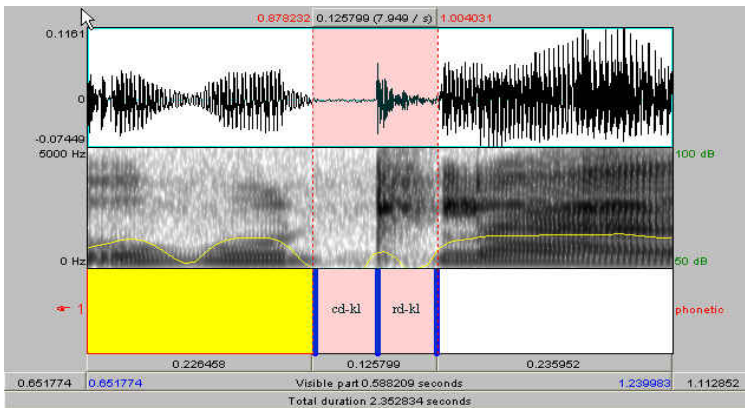 0.878232 0.125799 (7.949 / s) 1.004031
0.1161
0
-0.07449
5000 Hz 100 dB
0 Hz 50 dB
1 cd-kl rd-kl phonetic
0.226458 0.125799 0.235952
0.651774 0.651774 Visible part 0.588209 seconds 1.239983 1.112852
Total duration 2.352834 seconds